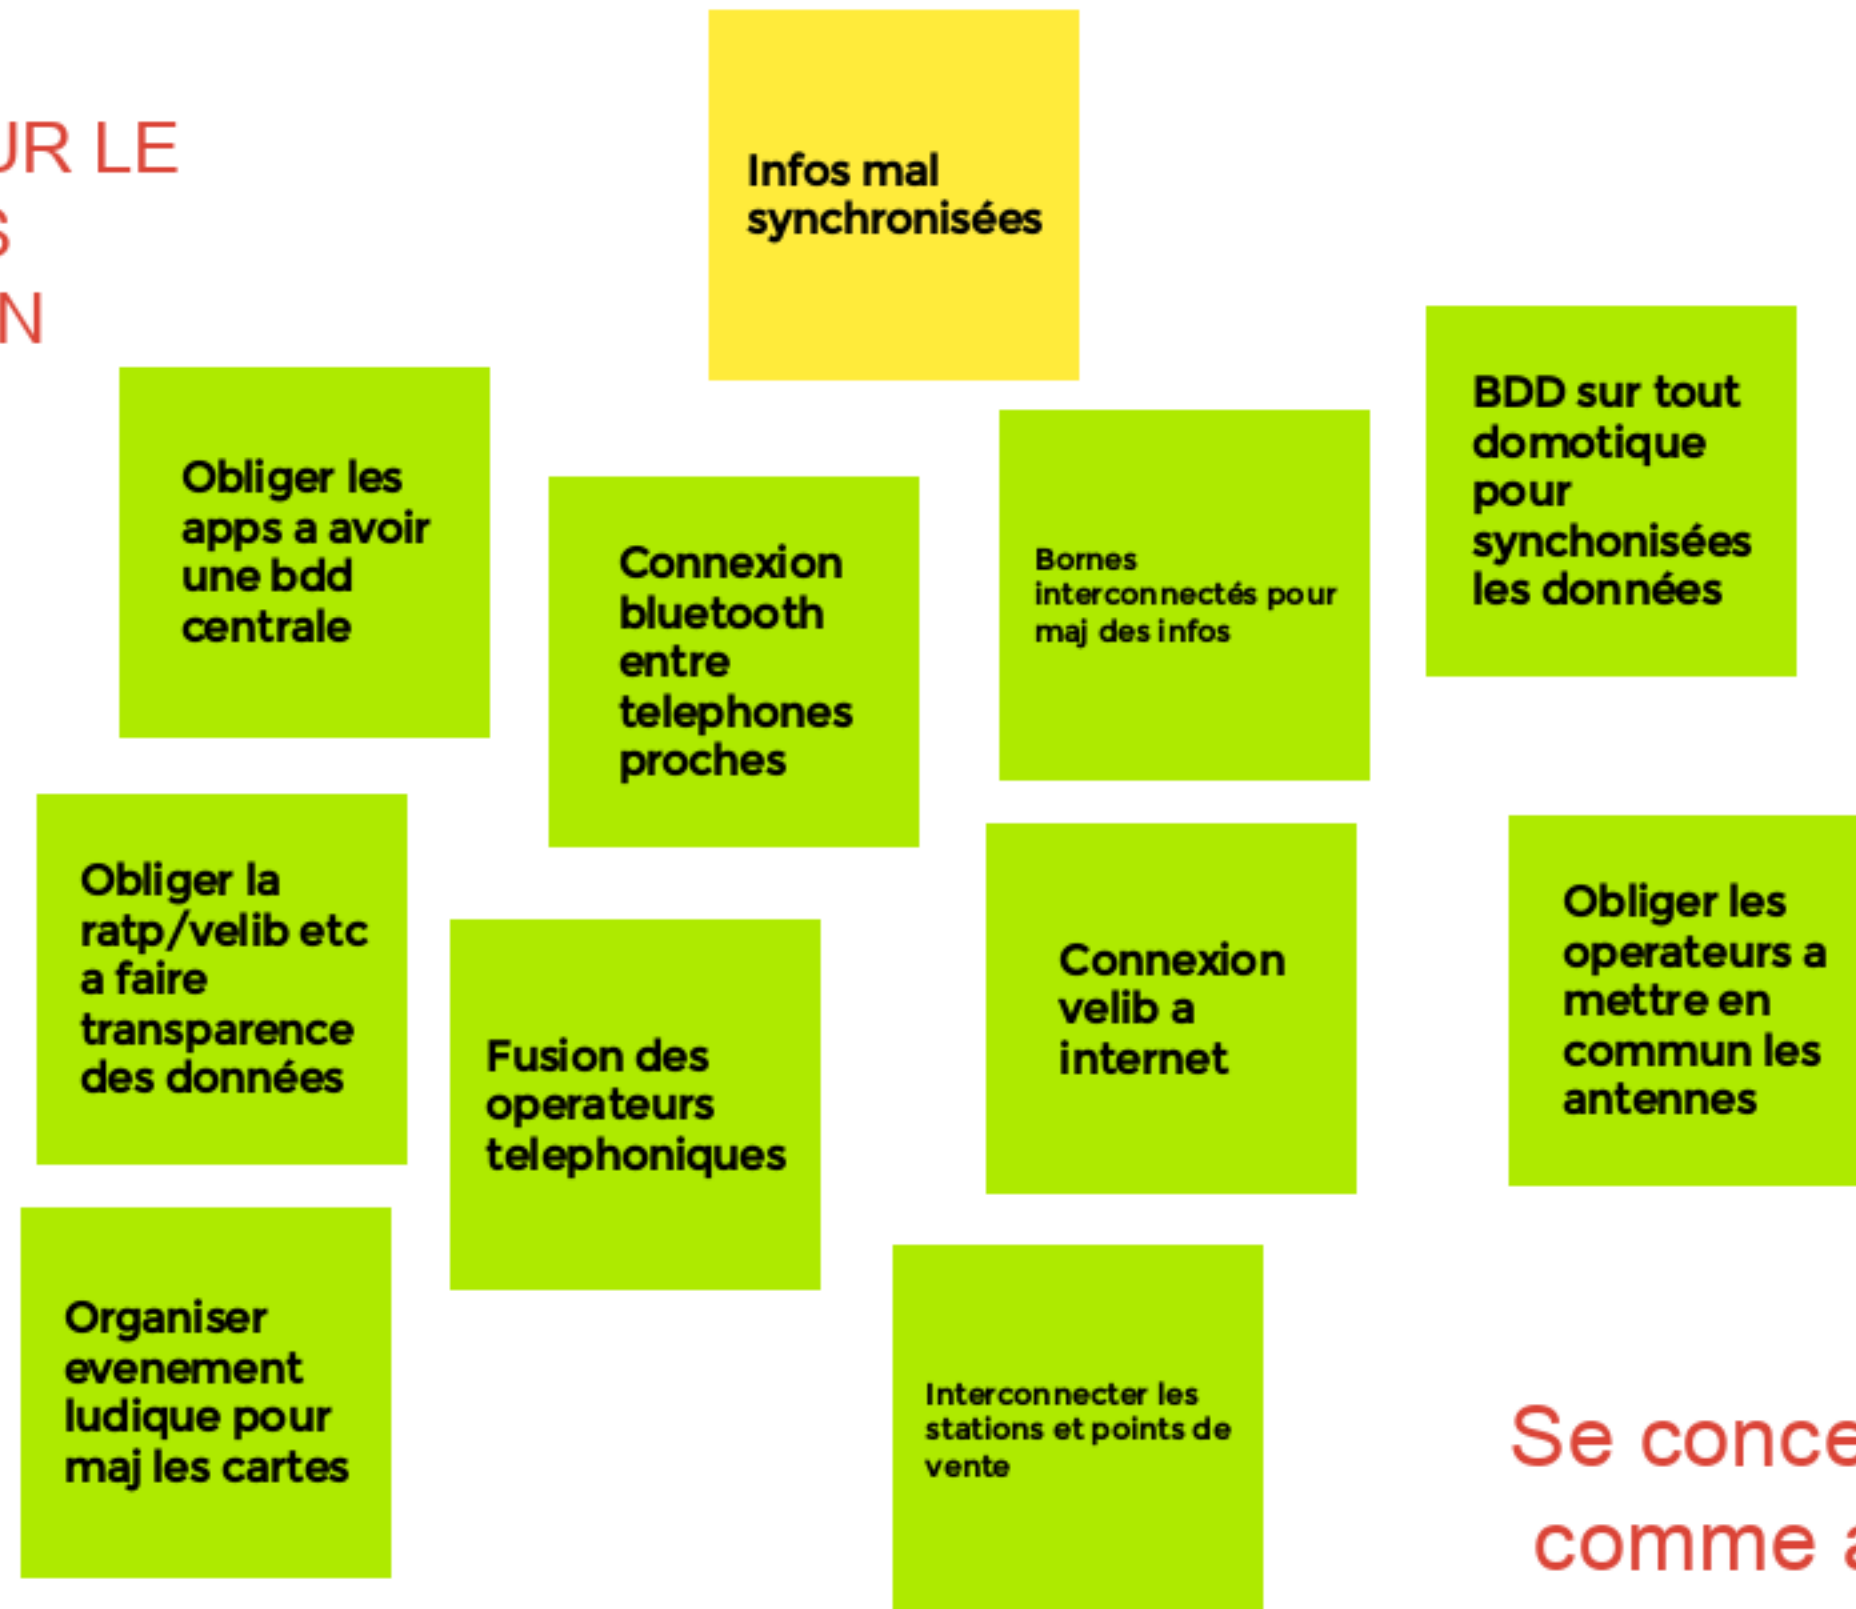 UR LE
S
N
Infos mal
synchronisées
Obliger les
apps a avoir
une bdd
centrale
Connexion
bluetooth
entre
telephones
proches
Bornes
interconnectés pour
maj des infos
BDD sur tout
domotique
pour
synchonisées
les données
Obliger la
ratp/velib etc
a faire
transparence
des données
Fusion des
operateurs
telephoniques
Connexion
velib a
internet
Obliger les
operateurs a
mettre en
commun les
antennes
Organiser
evenement
ludique pour
maj les cartes
Interconnecter les
stations et points de
vente
Se conce
comme a